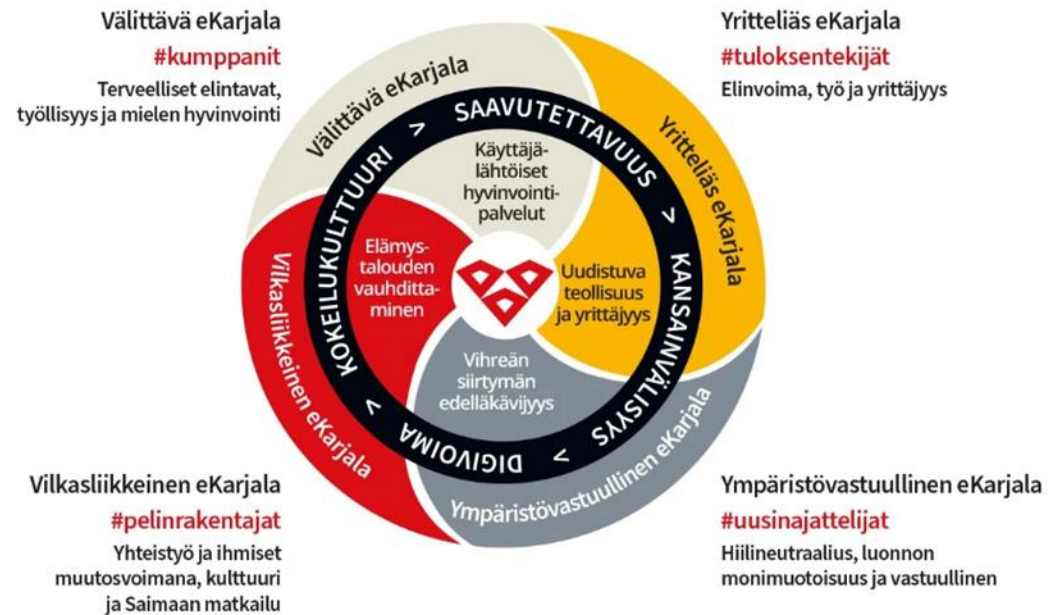 Välittävä eKarjala
#kumppanit
Terveelliset elintavat,
työllisyys ja mielen hyvinvointi
Yritteliäs eKarjala
#tuloksentekijät
Elinvoima, työ ja yrittäjyys
Välittävä eKarjala
Yritteliäs eKarjala
Ympäristövastuullinen eKarjala
Vilkasliikkeinen eKarjala
SAAVUTETTAVUUS > KANSAINVÄLISYYS > DIGIVOIMA > KOKEILUKULTTUURI >
Käyttäjä-
lähtöiset
hyvinvointi-
palvelut
Elämys-
talouden
vauhditta-
minen
Uudistuva
teollisuus
ja yrittäjyys
Vihreän
siirtymän
edelläkävijyys
Vilkasliikkeinen eKarjala
#pelinrakentajat
Yhteistyö ja ihmiset
muutosvoimana, kulttuuri
ja Saimaan matkailu
Ympäristövastuullinen eKarjala
#uusinajattelijat
Hiilineutraalius, luonnon
monimuotoisuus ja vastuullinen